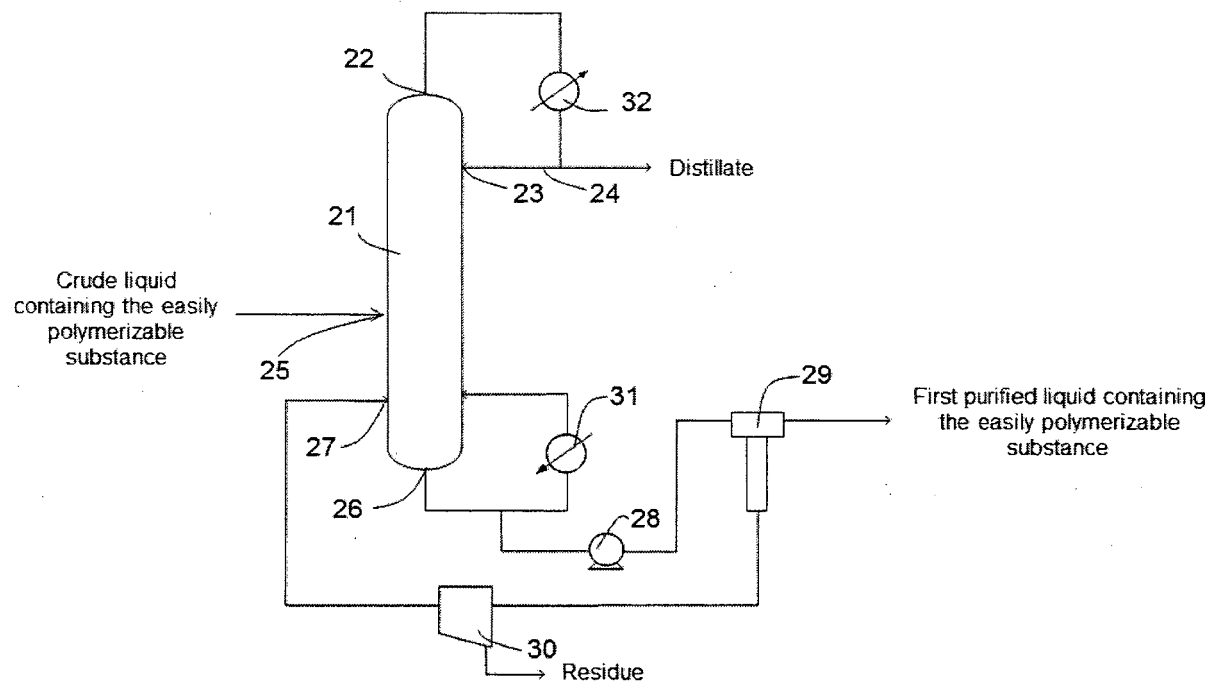 22
32
23
24
Distillate
21
Crude liquid
containing the easily
polymerizable
substance
25
29
First purified liquid containing
the easily polymerizable
substance
31
27
26
28
30
Residue